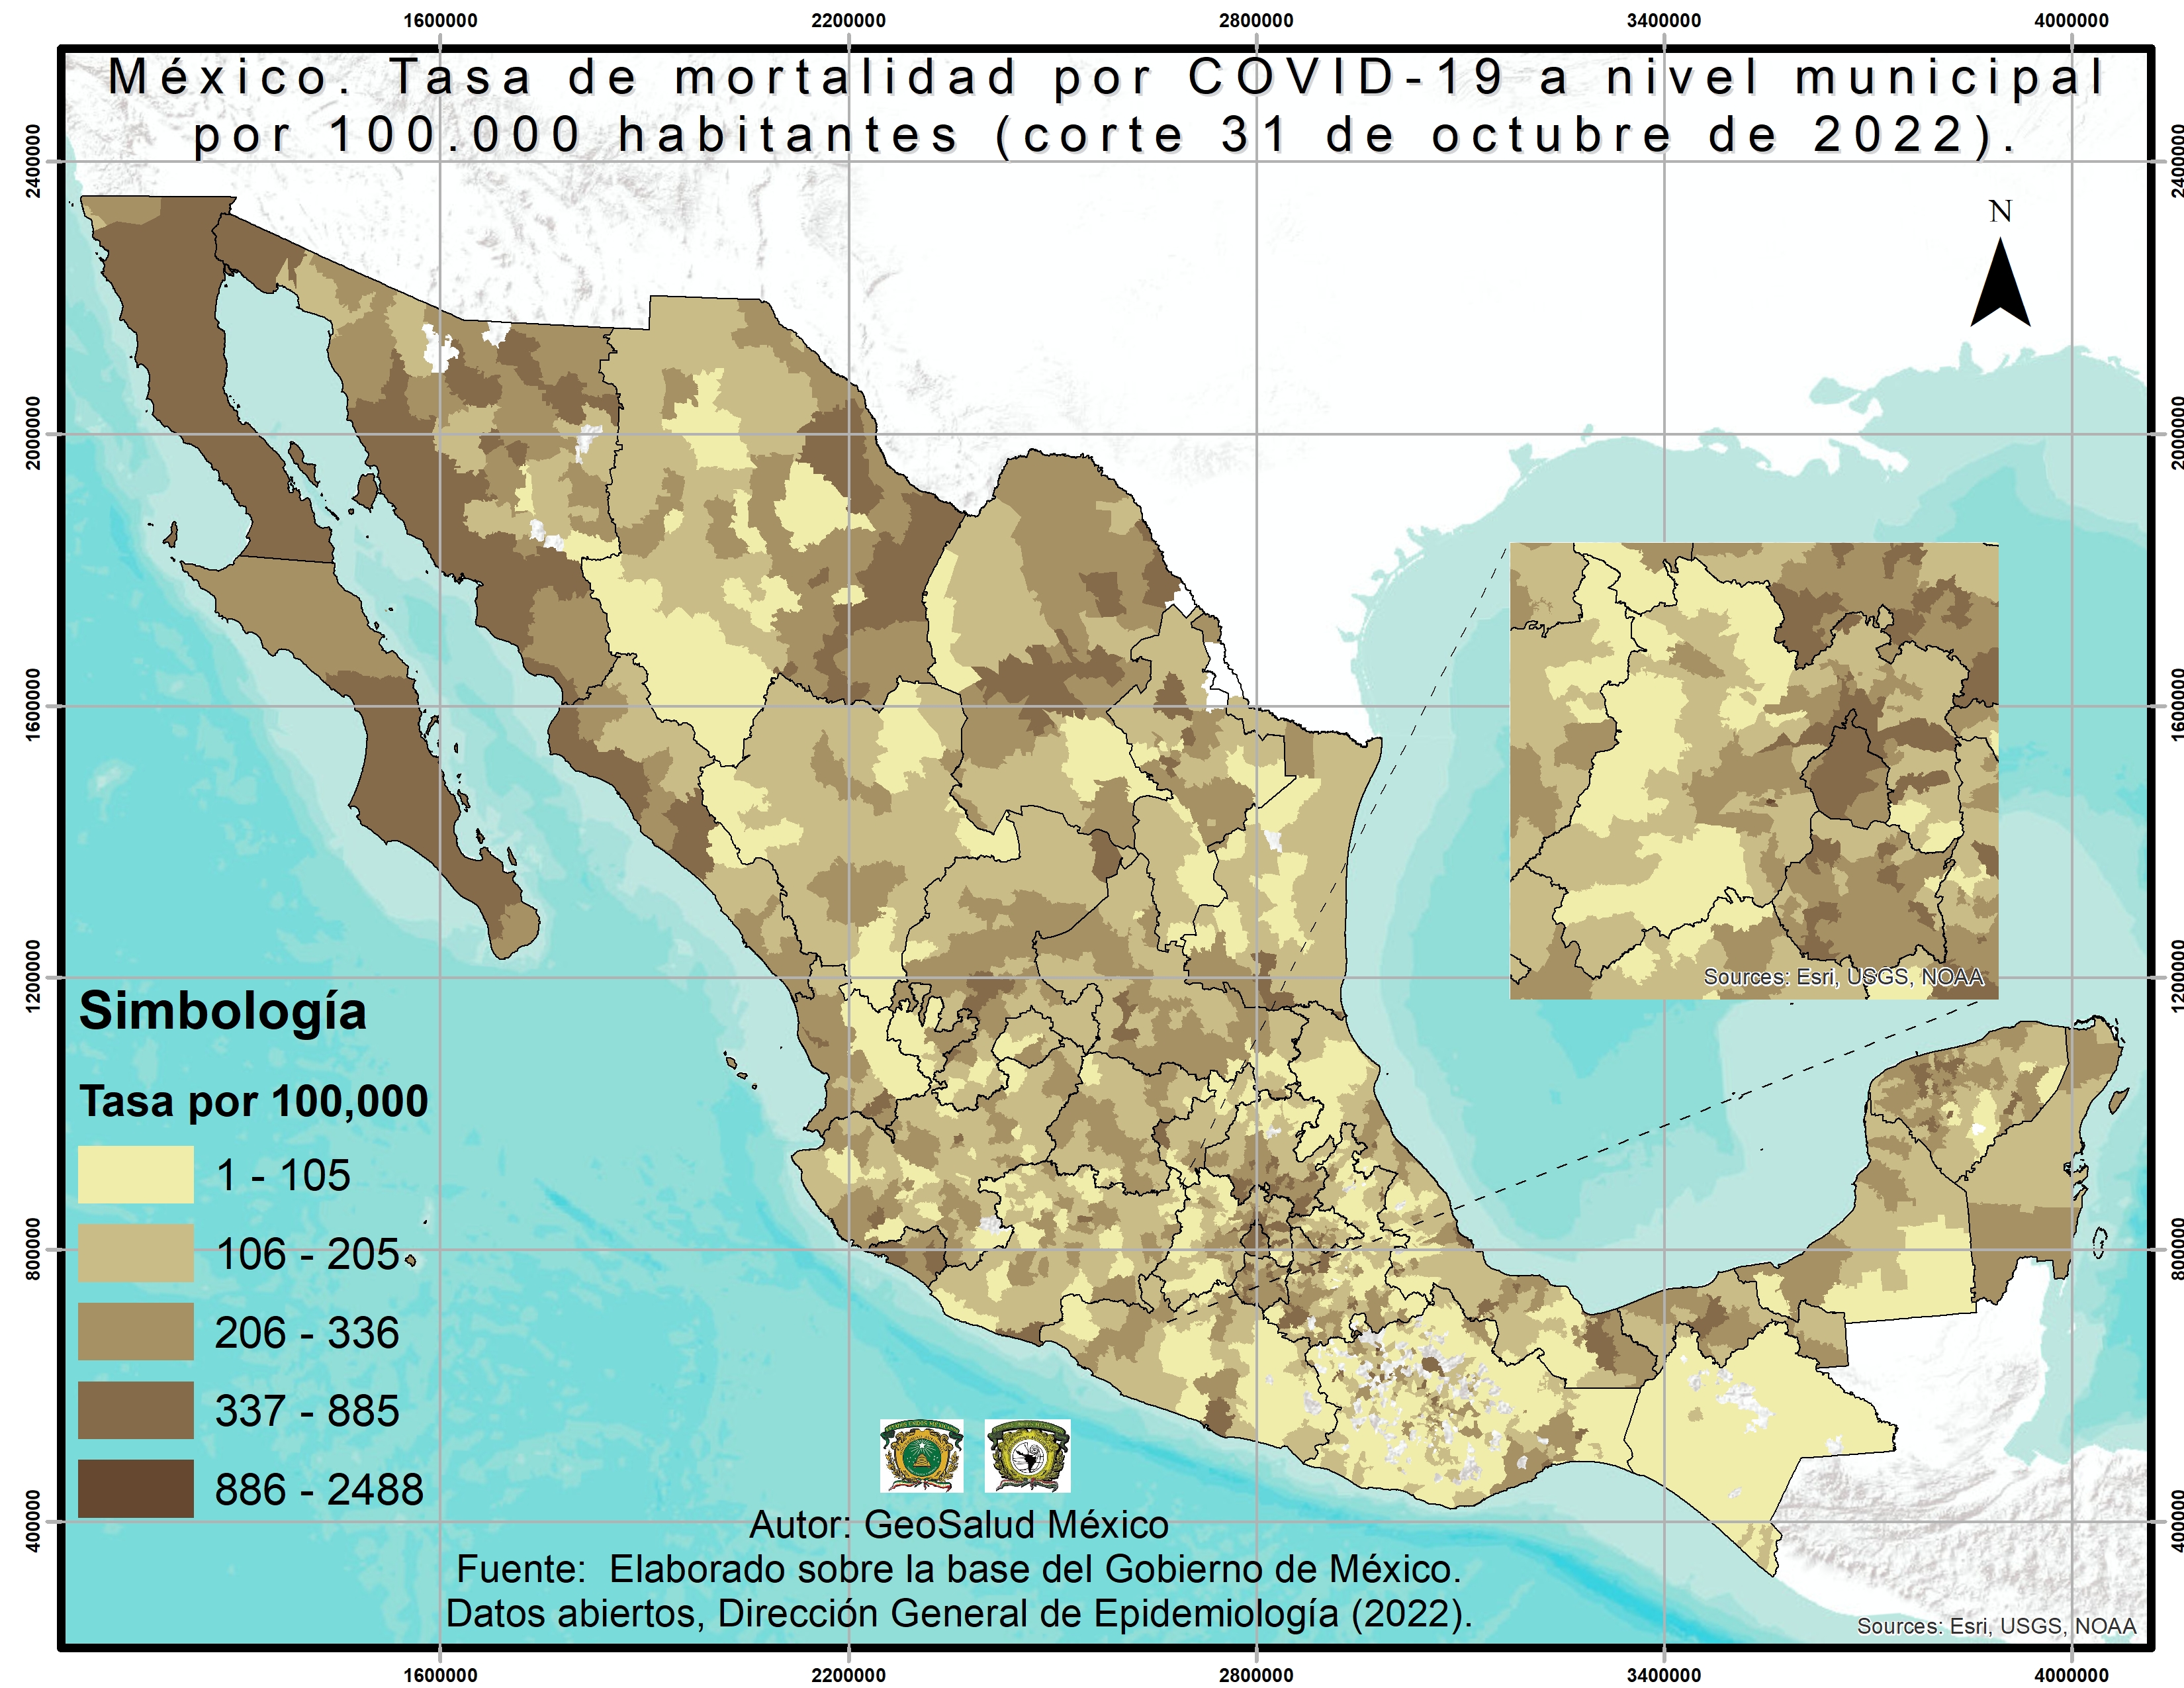 1600000 2200000 2800000 3400000 4000000
México. Tasa de mortalidad por COVID-19 a nivel municipal
por 100.000 habitantes (corte 31 de octubre de 2022).
2400000 2400000
N
2000000 2000000
1600000 1600000
Sources: Esri, USGS, NOAA
1200000 1200000
Simbología
Tasa por 100,000
1 - 105
106 - 205
206 - 336
337 - 885
886 - 2488
800000 800000
400000 400000
Autor: GeoSalud México
Fuente: Elaborado sobre la base del Gobierno de México.
Datos abiertos, Dirección General de Epidemiología (2022).
Sources: Esri, USGS, NOAA
1600000 2200000 2800000 3400000 4000000